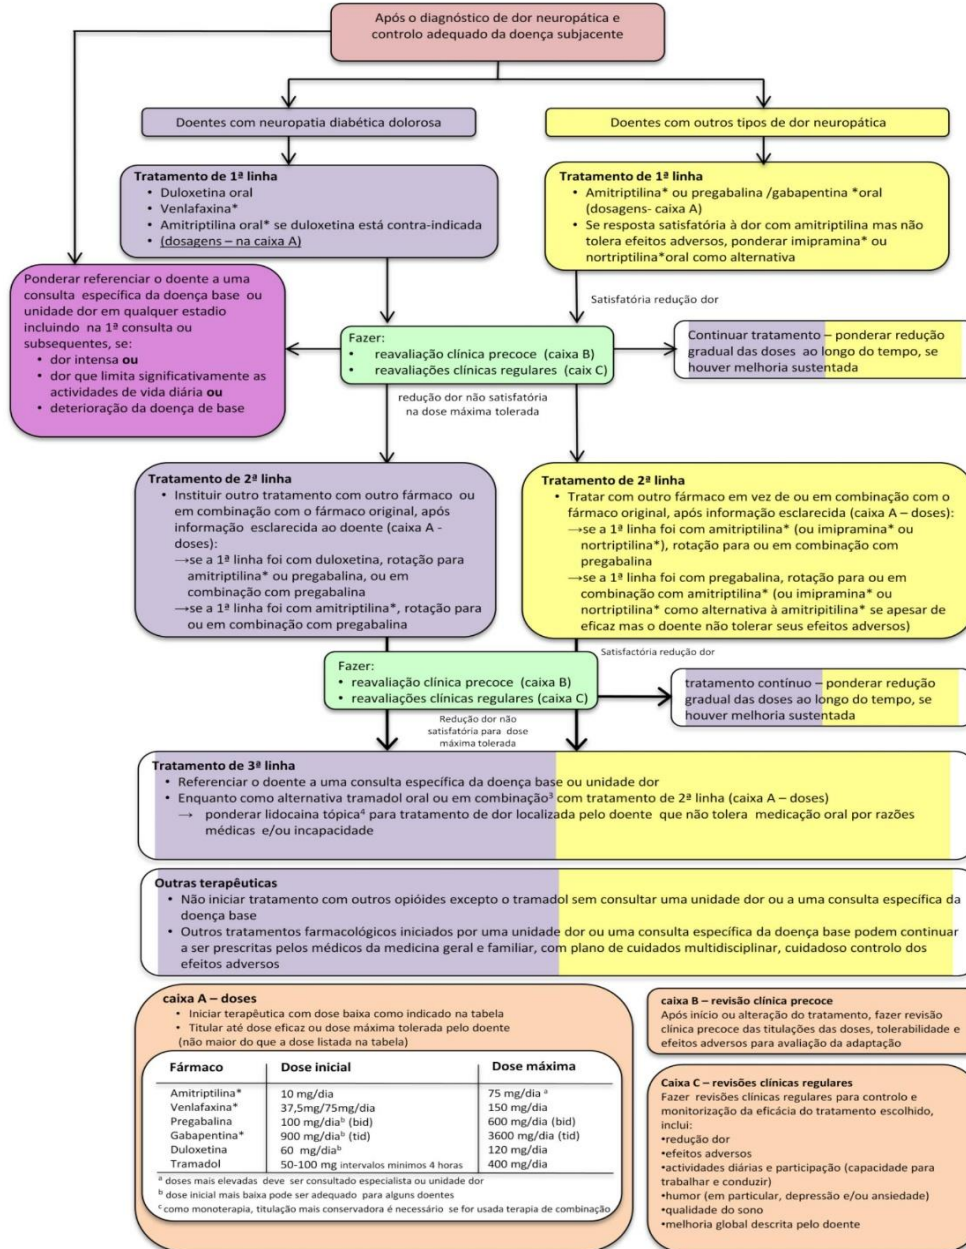 Após o diagnóstico de dor neuropática e
controlo adequado da doença subjacente
Doentes com neuropatia diabética dolorosa
Doentes com outros tipos de dor neuropática
Tratamento de 1ª linha
• Duloxetina oral
• Venlafaxina*
• Amitriptilina oral* se duloxetina está contra-indicada
• (dosagens – na caixa A)
Tratamento de 1ª linha
• Amitriptilina* ou pregabalina /gabapentina *oral
(dosagens- caixa A)
• Se resposta satisfatória à dor com amitriptilina mas não
tolera efeitos adversos, ponderar imipramina* ou
nortriptilina*oral como alternativa
Ponderar referenciar o doente a uma
consulta específica da doença base ou
unidade dor em qualquer estadio
incluindo na 1ª consulta ou
subsequentes, se:
• dor intensa ou
• dor que limita significativamente as
actividades de vida diária ou
• deterioração da doença de base
Satisfatória redução dor
Fazer:
• reavaliação clínica precoce (caixa B)
• reavaliações clínicas regulares (caix C)
Continuar tratamento – ponderar redução
gradual das doses ao longo do tempo, se
houver melhoria sustentada
redução dor não satisfatória
na dose máxima tolerada
Tratamento de 2ª linha
• Instituir outro tratamento com outro fármaco ou
em combinação com o fármaco original, após
informação esclarecida ao doente (caixa A -
doses):
→se a 1ª linha foi com duloxetina, rotação para
amitriptilina* ou pregabalina, ou em
combinação com pregabalina
→se a 1ª linha foi com amitriptilina*, rotação para
ou em combinação com pregabalina
Tratamento de 2ª linha
• Tratar com outro fármaco em vez de ou em combinação com o
fármaco original, após informação esclarecida (caixa A – doses):
→se a 1ª linha foi com amitriptilina* (ou imipramina* ou
nortriptilina*), rotação para ou em combinação com
pregabalina
→se a 1ª linha foi com pregabalina, rotação para ou em
combinação com amitriptilina* (ou imipramina* ou
nortriptilina* como alternativa à amitripitilina* se apesar de
eficaz mas o doente não tolerar seus efeitos adversos)
Satisfactória redução dor
Fazer:
• reavaliação clínica precoce (caixa B)
• reavaliações clínicas regulares (caixa C)
tratamento contínuo – ponderar redução
gradual das doses ao longo do tempo, se
houver melhoria sustentada
Redução dor não
satisfatória para dose
máxima tolerada
Tratamento de 3ª linha
• Referenciar o doente a uma consulta específica da doença base ou unidade dor
• Enquanto como alternativa tramadol oral ou em combinação³ com tratamento de 2ª linha (caixa A – doses)
→ ponderar lidocaina tópica⁴ para tratamento de dor localizada pelo doente que não tolera medicação oral por razões
médicas e/ou incapacidade
Outras terapêuticas
• Não iniciar tratamento com outros opióides excepto o tramadol sem consultar uma unidade dor ou a uma consulta específica da
doença base
• Outros tratamentos farmacológicos iniciados por uma unidade dor ou uma consulta específica da doença base podem continuar
a ser prescritas pelos médicos da medicina geral e familiar, com plano de cuidados multidisciplinar, cuidadoso controlo dos
efeitos adversos
caixa A – doses
• Iniciar terapêutica com dose baixa como indicado na tabela
• Titular até dose eficaz ou dose máxima tolerada pelo doente
(não maior do que a dose listada na tabela)
Fármaco Dose inicial Dose máxima
Amitriptilina* 10 mg/dia 75 mg/dia ᵃ
Venlafaxina* 37,5mg/75mg/dia 150 mg/dia
Pregabalina 100 mg/diaᵇ (bid) 600 mg/dia (bid)
Gabapentina* 900 mg/diaᵇ (tid) 3600 mg/dia (tid)
Duloxetina 60 mg/diaᵇ 120 mg/dia
Tramadol 50-100 mg intervalos minimos 4 horas 400 mg/dia
ᵃ doses mais elevadas deve ser consultado especialista ou unidade dor
ᵇ dose inicial mais baixa pode ser adequado para alguns doentes
ᶜ como monoterapia, titulação mais conservadora é necessário se for usada terapia de combinação
caixa B – revisão clínica precoce
Após início ou alteração do tratamento, fazer revisão
clínica precoce das titulações das doses, tolerabilidade e
efeitos adversos para avaliação da adaptação
Caixa C – revisões clínicas regulares
Fazer revisões clínicas regulares para controlo e
monitorização da eficácia do tratamento escolhido,
inclui:
•redução dor
•efeitos adversos
•actividades diárias e participação (capacidade para
trabalhar e conduzir)
•humor (em particular, depressão e/ou ansiedade)
•qualidade do sono
•melhoria global descrita pelo doente